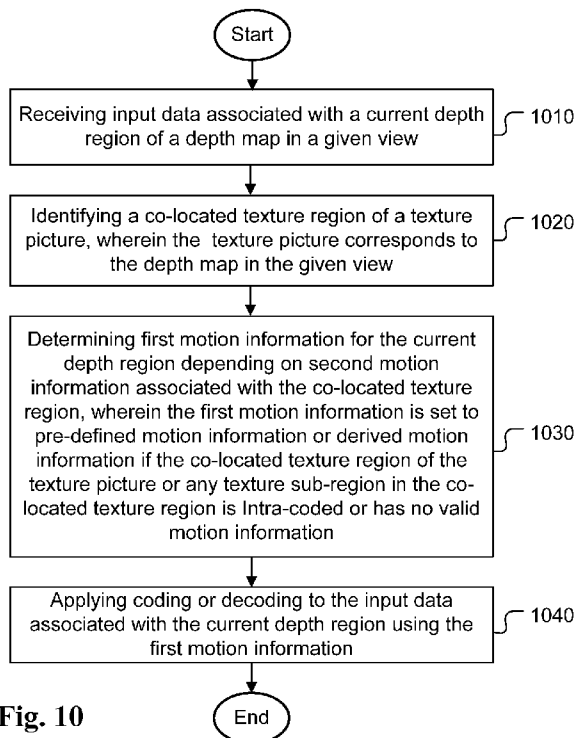 Start
Receiving input data associated with a current depth
region of a depth map in a given view
1010
Identifying a co-located texture region of a texture
picture, wherein the texture picture corresponds to
the depth map in the given view
1020
Determining first motion information for the current
depth region depending on second motion
information associated with the co-located texture
region, wherein the first motion information is set to
pre-defined motion information or derived motion
information if the co-located texture region of the
texture picture or any texture sub-region in the co-
located texture region is Intra-coded or has no valid
motion information
1030
Applying coding or decoding to the input data
associated with the current depth region using the
first motion information
1040
End
Fig. 10